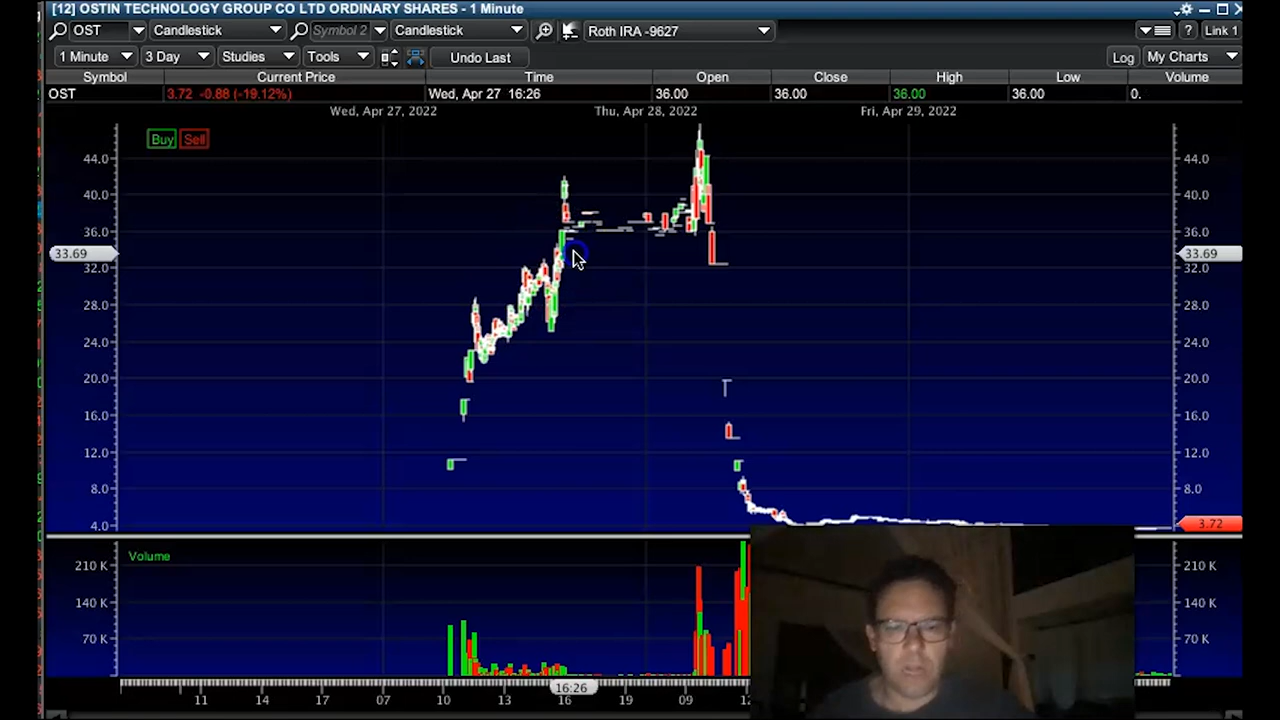 [12] OSTIN TECHNOLOGY GROUP CO LTD ORDINARY SHARES - 1 Minute
OST Candlestick Symbol 2 Candlestick Roth IRA -9627 ? Link 1
1 Minute 3 Day Studies Tools Undo Last Log My Charts
Symbol Current Price Time Open Close High Low Volume
OST 3.72 -0.88 (-19.12%) Wed, Apr 27 16:26 36.00 36.00 36.00 36.00 0.
Wed, Apr 27, 2022 Thu, Apr 28, 2022 Fri, Apr 29, 2022
Buy Sell
44.0 44.0
40.0 40.0
36.0 36.0
33.69 33.69
32.0 32.0
28.0 28.0
24.0 24.0
20.0 20.0
16.0 16.0
12.0 12.0
8.0 8.0
4.0 3.72
Volume
210 K 210 K
140 K 140 K
70 K 70 K
16:26
11 07 10 13 16 19 09